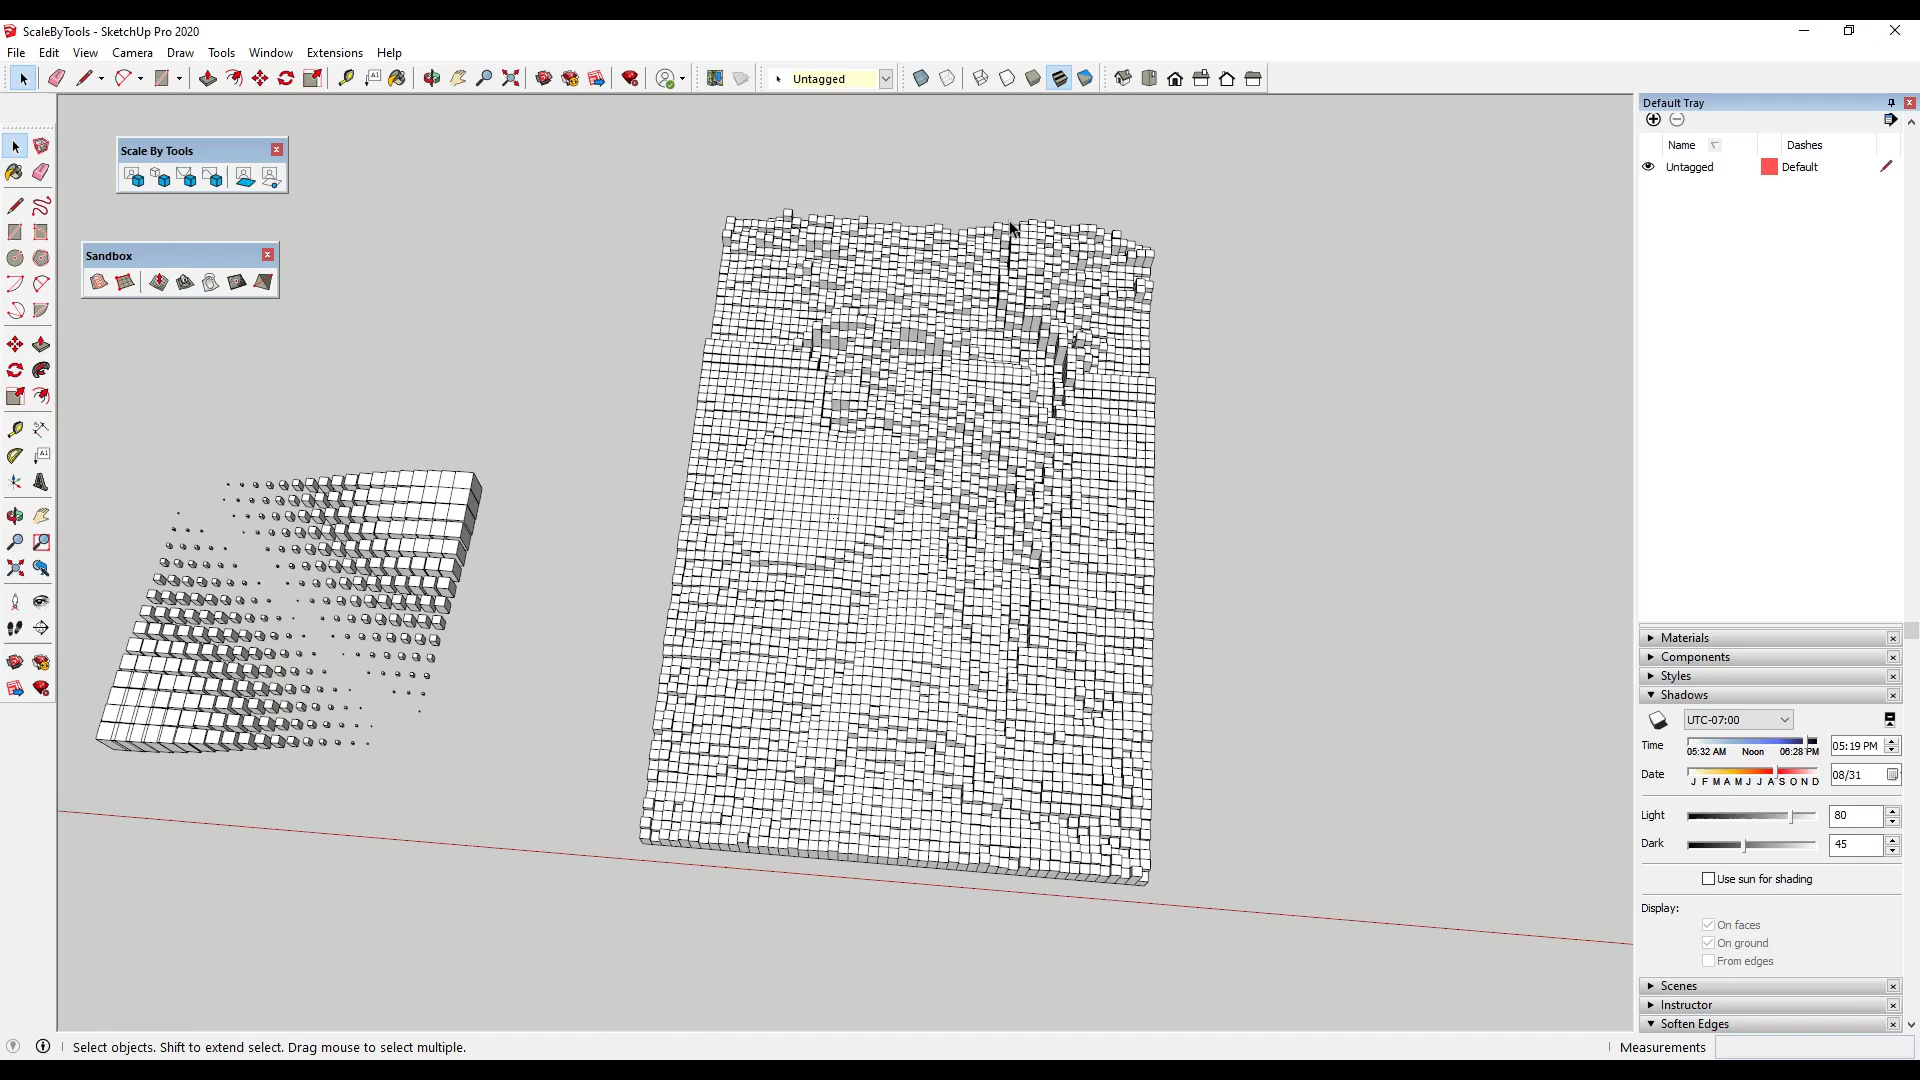 ScaleByTools - SketchUp Pro 2020
File Edit View Camera Draw Tools Window Extensions Help
Untagged
Default Tray
Name Dashes
Untagged Default
Scale By Tools
Sandbox
Materials
Components
Styles
Shadows
UTC-07:00
Time 05:32 AM Noon 06:28 PM 05:19 PM
Date J F M A M J J A S O N D 08/31
Light 80
Dark 45
Use sun for shading
Display:
On faces
On ground
From edges
Scenes
Instructor
Soften Edges
Select objects. Shift to extend select. Drag mouse to select multiple.
Measurements